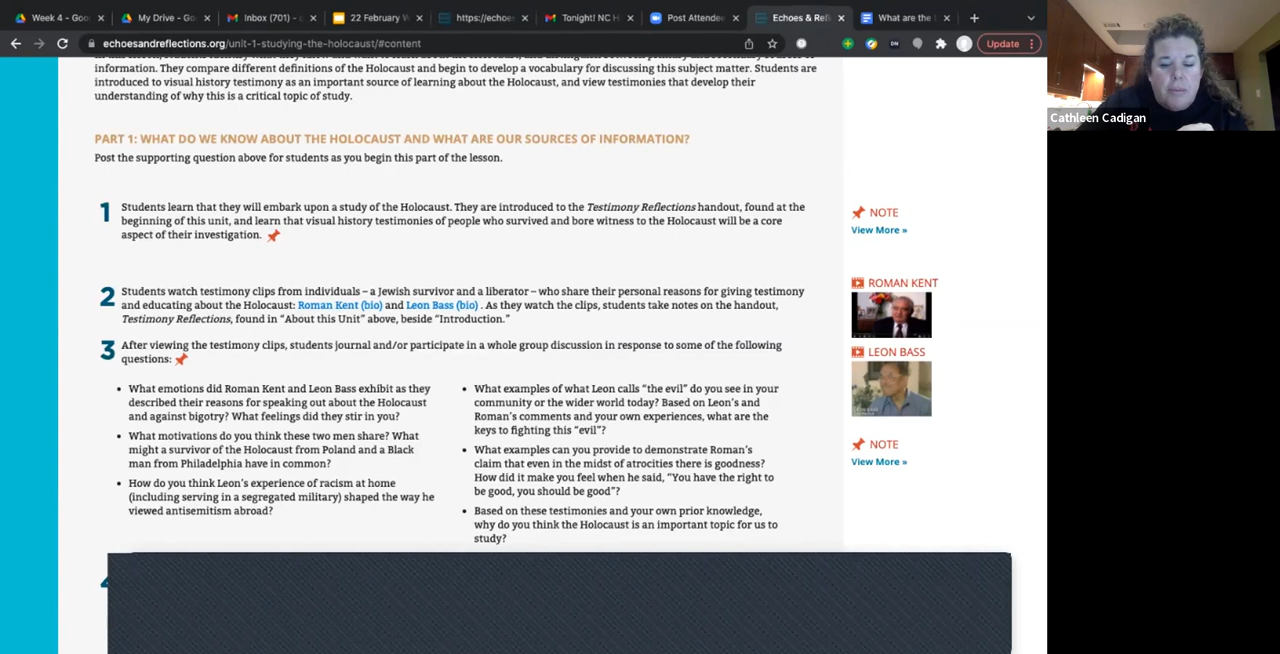 Week 4 - Goo
My Drive - Goo
Inbox (701) - c
22 February W
https://echoes
Tonight! NC H
Post Attendee
Echoes & Refl
What are the
echoesandreflections.org/unit-1-studying-the-holocaust/#content
Update
information. They compare different definitions of the Holocaust and begin to develop a vocabulary for discussing this subject matter. Students are
introduced to visual history testimony as an important source of learning about the Holocaust, and view testimonies that develop their
understanding of why this is a critical topic of study.
PART 1: WHAT DO WE KNOW ABOUT THE HOLOCAUST AND WHAT ARE OUR SOURCES OF INFORMATION?
Post the supporting question above for students as you begin this part of the lesson.
1
Students learn that they will embark upon a study of the Holocaust. They are introduced to the Testimony Reflections handout, found at the
beginning of this unit, and learn that visual history testimonies of people who survived and bore witness to the Holocaust will be a core
aspect of their investigation.
2
Students watch testimony clips from individuals – a Jewish survivor and a liberator – who share their personal reasons for giving testimony
and educating about the Holocaust: Roman Kent (bio) and Leon Bass (bio) . As they watch the clips, students take notes on the handout,
Testimony Reflections, found in “About this Unit” above, beside “Introduction.”
3
After viewing the testimony clips, students journal and/or participate in a whole group discussion in response to some of the following
questions:
• What emotions did Roman Kent and Leon Bass exhibit as they
described their reasons for speaking out about the Holocaust
and against bigotry? What feelings did they stir in you?
• What motivations do you think these two men share? What
might a survivor of the Holocaust from Poland and a Black
man from Philadelphia have in common?
• How do you think Leon’s experience of racism at home
(including serving in a segregated military) shaped the way he
viewed antisemitism abroad?
• What examples of what Leon calls “the evil” do you see in your
community or the wider world today? Based on Leon’s and
Roman’s comments and your own experiences, what are the
keys to fighting this “evil”?
• What examples can you provide to demonstrate Roman’s
claim that even in the midst of atrocities there is goodness?
How did it make you feel when he said, “You have the right to
be good, you should be good”?
• Based on these testimonies and your own prior knowledge,
why do you think the Holocaust is an important topic for us to
study?
NOTE
View More »
ROMAN KENT
LEON BASS
NOTE
View More »
Cathleen Cadigan